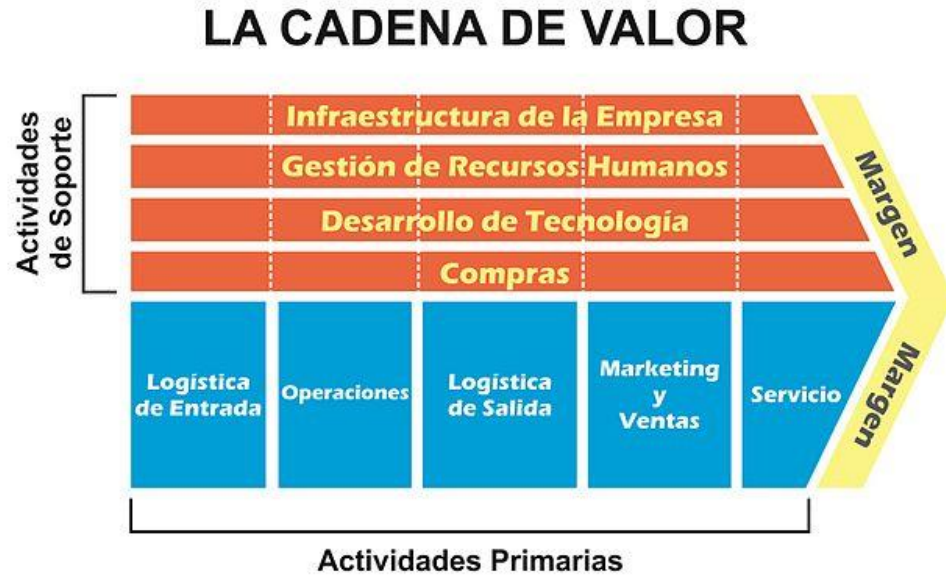 LA CADENA DE VALOR
Actividades
de Soporte
Infraestructura de la Empresa
Gestión de Recursos Humanos
Desarrollo de Tecnología
Compras
Margen
Logística
de Entrada
Operaciones
Logística
de Salida
Marketing
y
Ventas
Servicio
Margen
Actividades Primarias